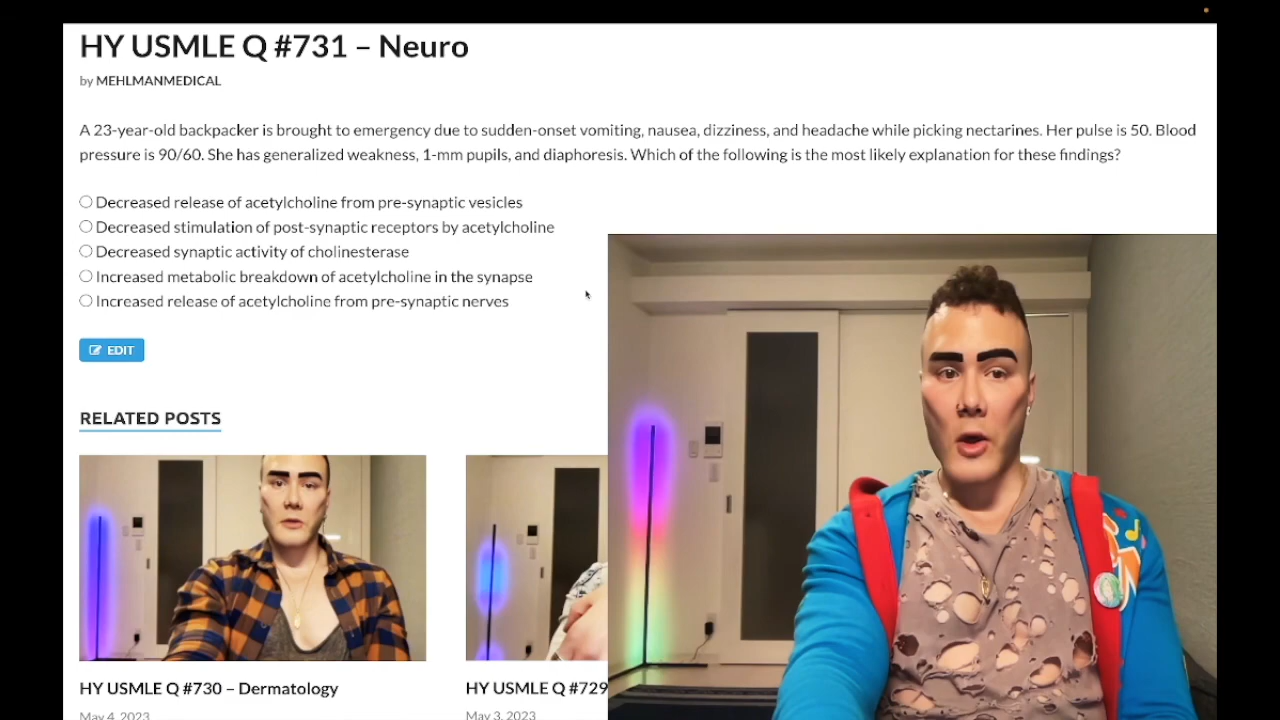 HY USMLE Q #731 – Neuro
by MEHLMANMEDICAL
A 23-year-old backpacker is brought to emergency due to sudden-onset vomiting, nausea, dizziness, and headache while picking nectarines. Her pulse is 50. Blood
pressure is 90/60. She has generalized weakness, 1-mm pupils, and diaphoresis. Which of the following is the most likely explanation for these findings?
Decreased release of acetylcholine from pre-synaptic vesicles
Decreased stimulation of post-synaptic receptors by acetylcholine
Decreased synaptic activity of cholinesterase
Increased metabolic breakdown of acetylcholine in the synapse
Increased release of acetylcholine from pre-synaptic nerves
EDIT
RELATED POSTS
HY USMLE Q #730 – Dermatology
May 4, 2023
HY USMLE Q #729
May 3, 2023